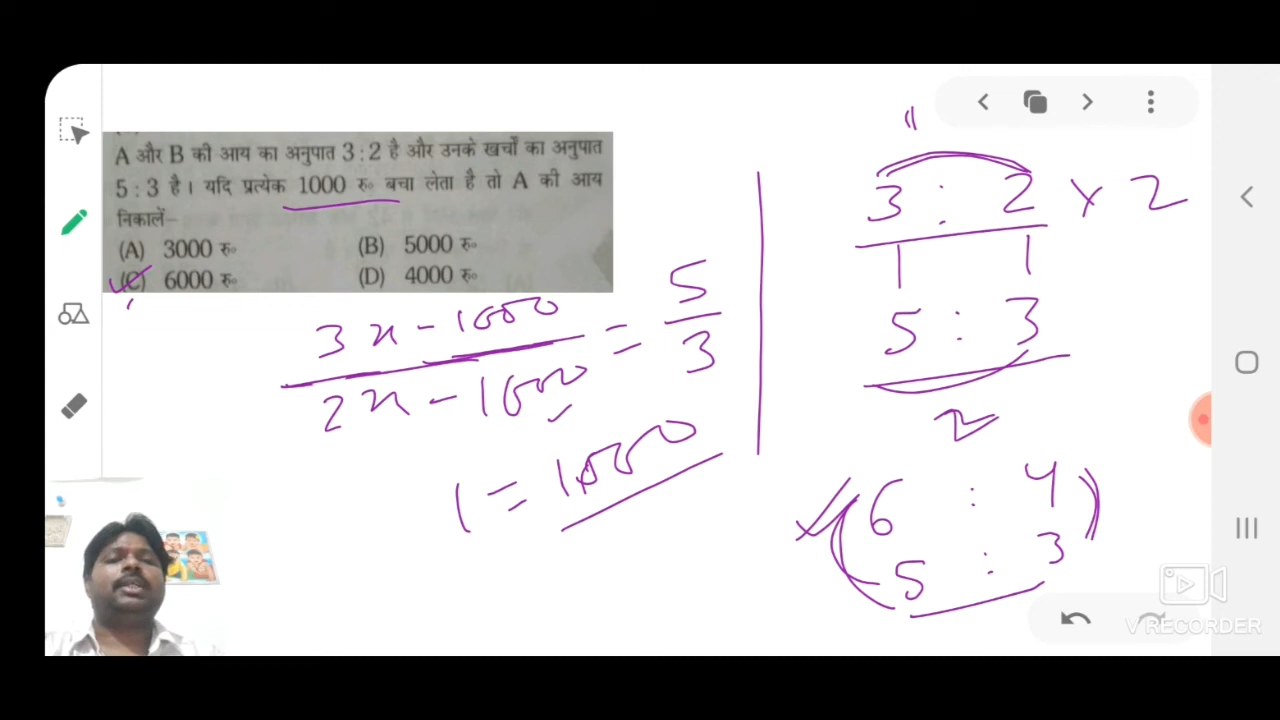 A और B की आय का अनुपात 3 : 2 है और उनके खर्चों का अनुपात
5 : 3 है। यदि प्रत्येक 1000 रु॰ बचा लेता है तो A की आय
निकालें–
(A) 3000 रु॰ (B) 5000 रु॰
(C) 6000 रु॰ (D) 4000 रु॰
3x - 1000 = 5
2x - 1000 3
1 = 1000
3 : 2 x 2
1 1
5 : 3
2
6 : 4
5 : 3
V RECORDER